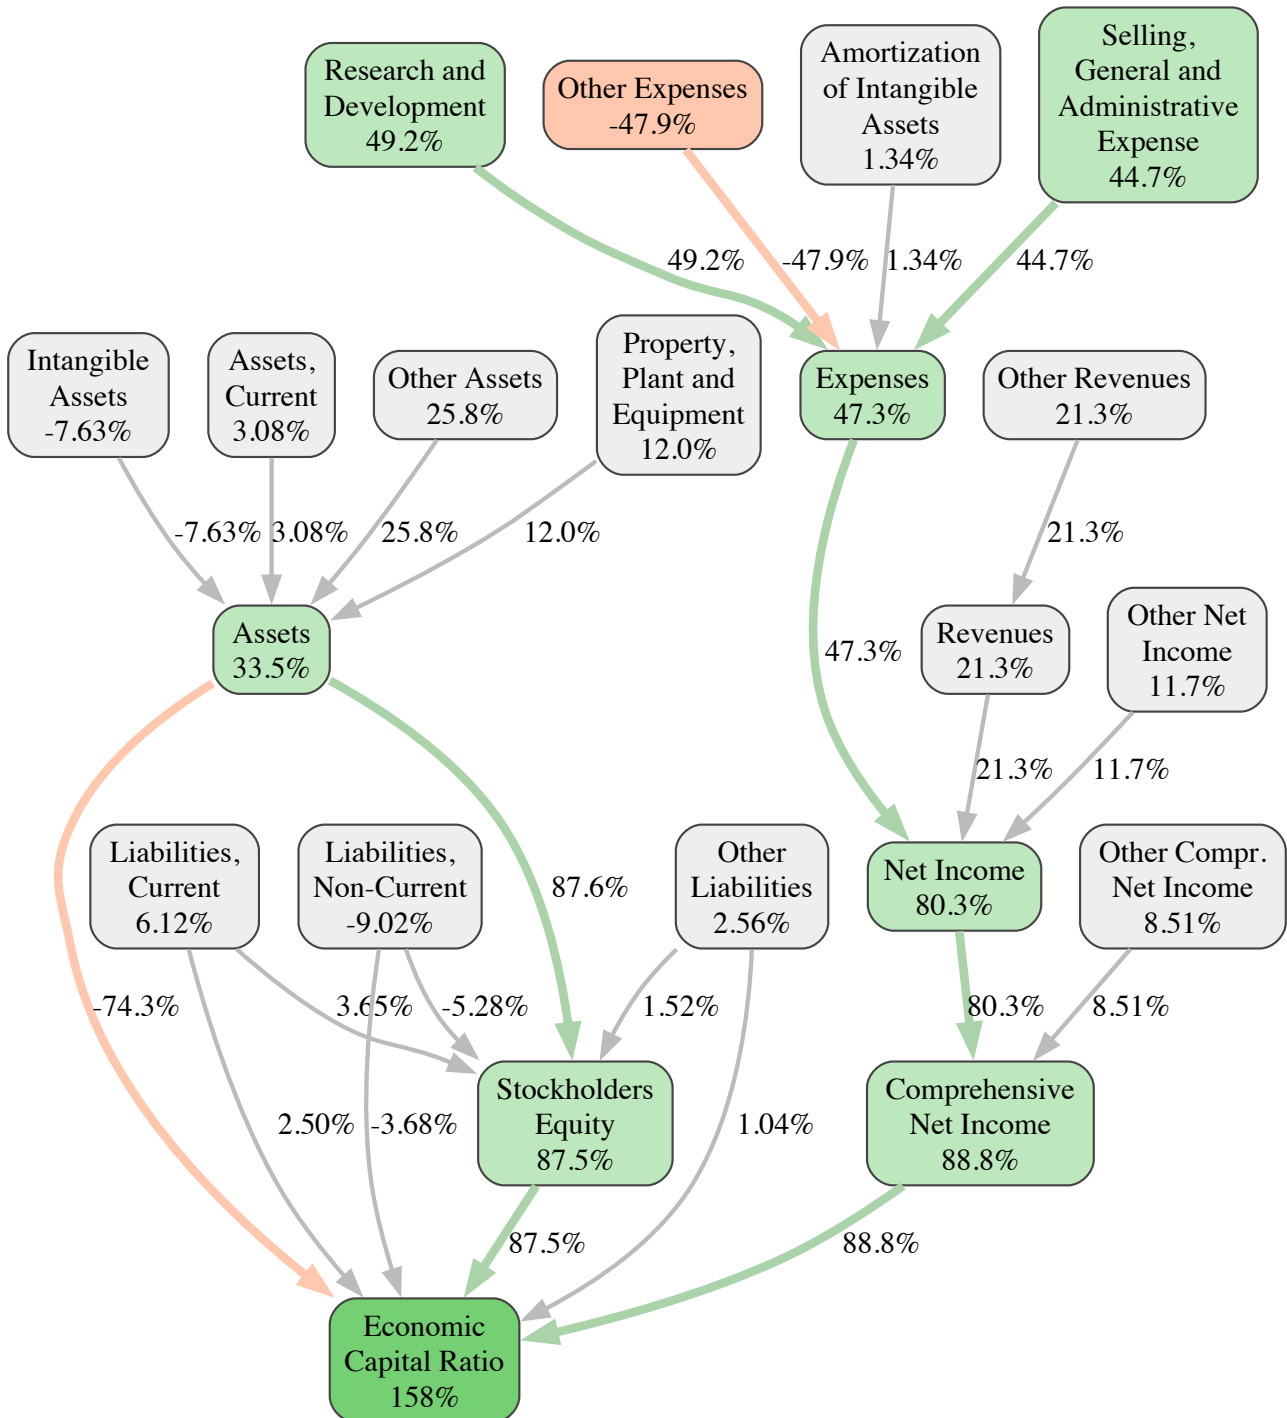 Research and
Development
49.2%
Other Expenses
-47.9%
Amortization
of Intangible
Assets
1.34%
Selling,
General and
Administrative
Expense
44.7%
49.2%
-47.9%
1.34%
44.7%
Intangible
Assets
-7.63%
Assets,
Current
3.08%
Other Assets
25.8%
Property,
Plant and
Equipment
12.0%
Expenses
47.3%
Other Revenues
21.3%
-7.63%
3.08%
25.8%
12.0%
21.3%
Assets
33.5%
47.3%
Revenues
21.3%
Other Net
Income
11.7%
21.3%
11.7%
Liabilities,
Current
6.12%
Liabilities,
Non-Current
-9.02%
87.6%
Other
Liabilities
2.56%
Net Income
80.3%
Other Compr.
Net Income
8.51%
-74.3%
3.65%
-5.28%
1.52%
80.3%
8.51%
2.50%
-3.68%
Stockholders
Equity
87.5%
1.04%
Comprehensive
Net Income
88.8%
87.5%
88.8%
Economic
Capital Ratio
158%